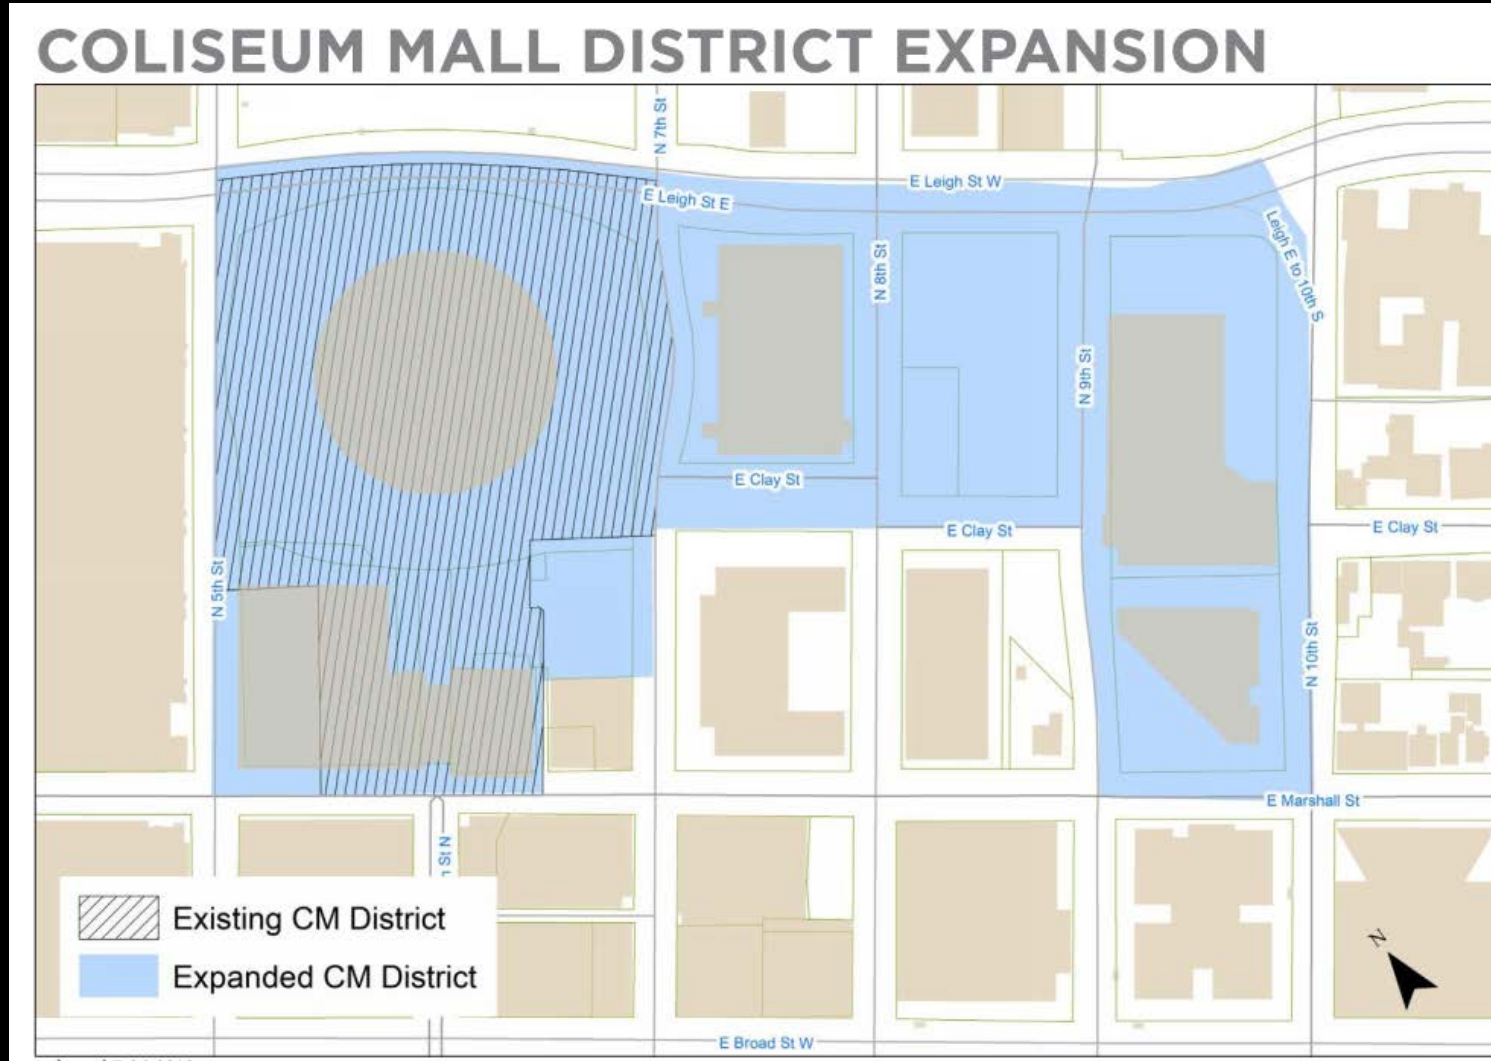 COLISEUM MALL DISTRICT EXPANSION
N 7th St
E Leigh St W
E Leigh St E
Leigh E to 10th S
N 8th St
N 9th St
E Clay St
E Clay St
E Clay St
N 5th St
N 10th St
E Marshall St
St N
Existing CM District
Expanded CM District
N
E Broad St W